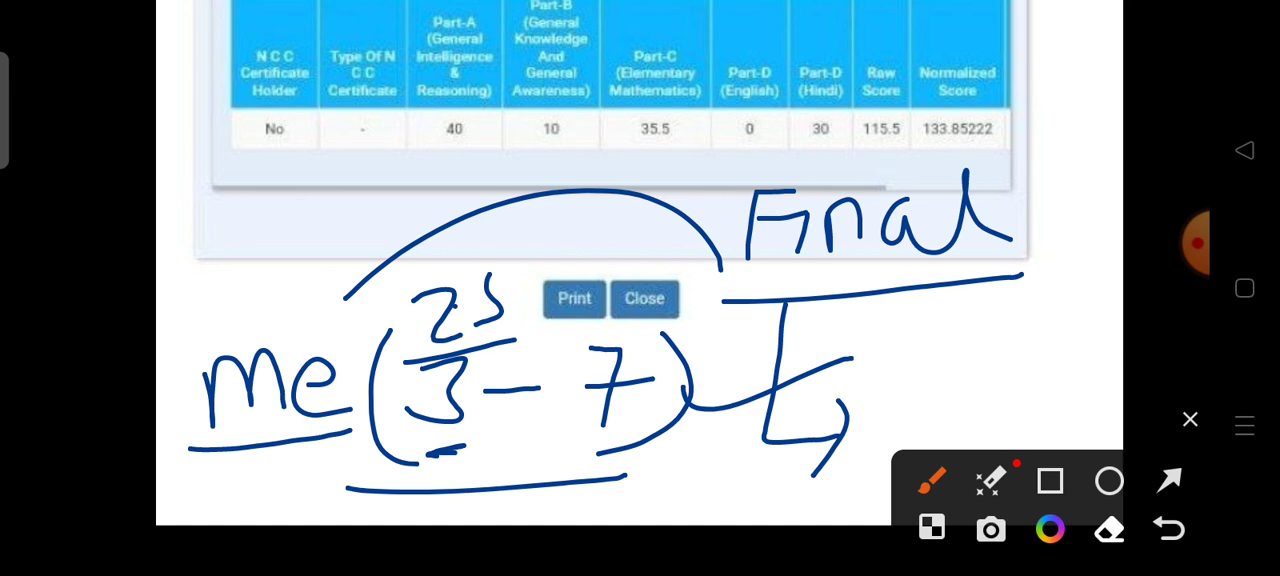 N C C Certificate Holder
Type Of N C C Certificate
Part-A (General Intelligence & Reasoning)
Part-B (General Knowledge And General Awareness)
Part-C (Elementary Mathematics)
Part-D (English)
Part-D (Hindi)
Raw Score
Normalized Score
No - 40 10 35.5 0 30 115.5 133.85222
Final
Print Close
25
me (3 - 7)